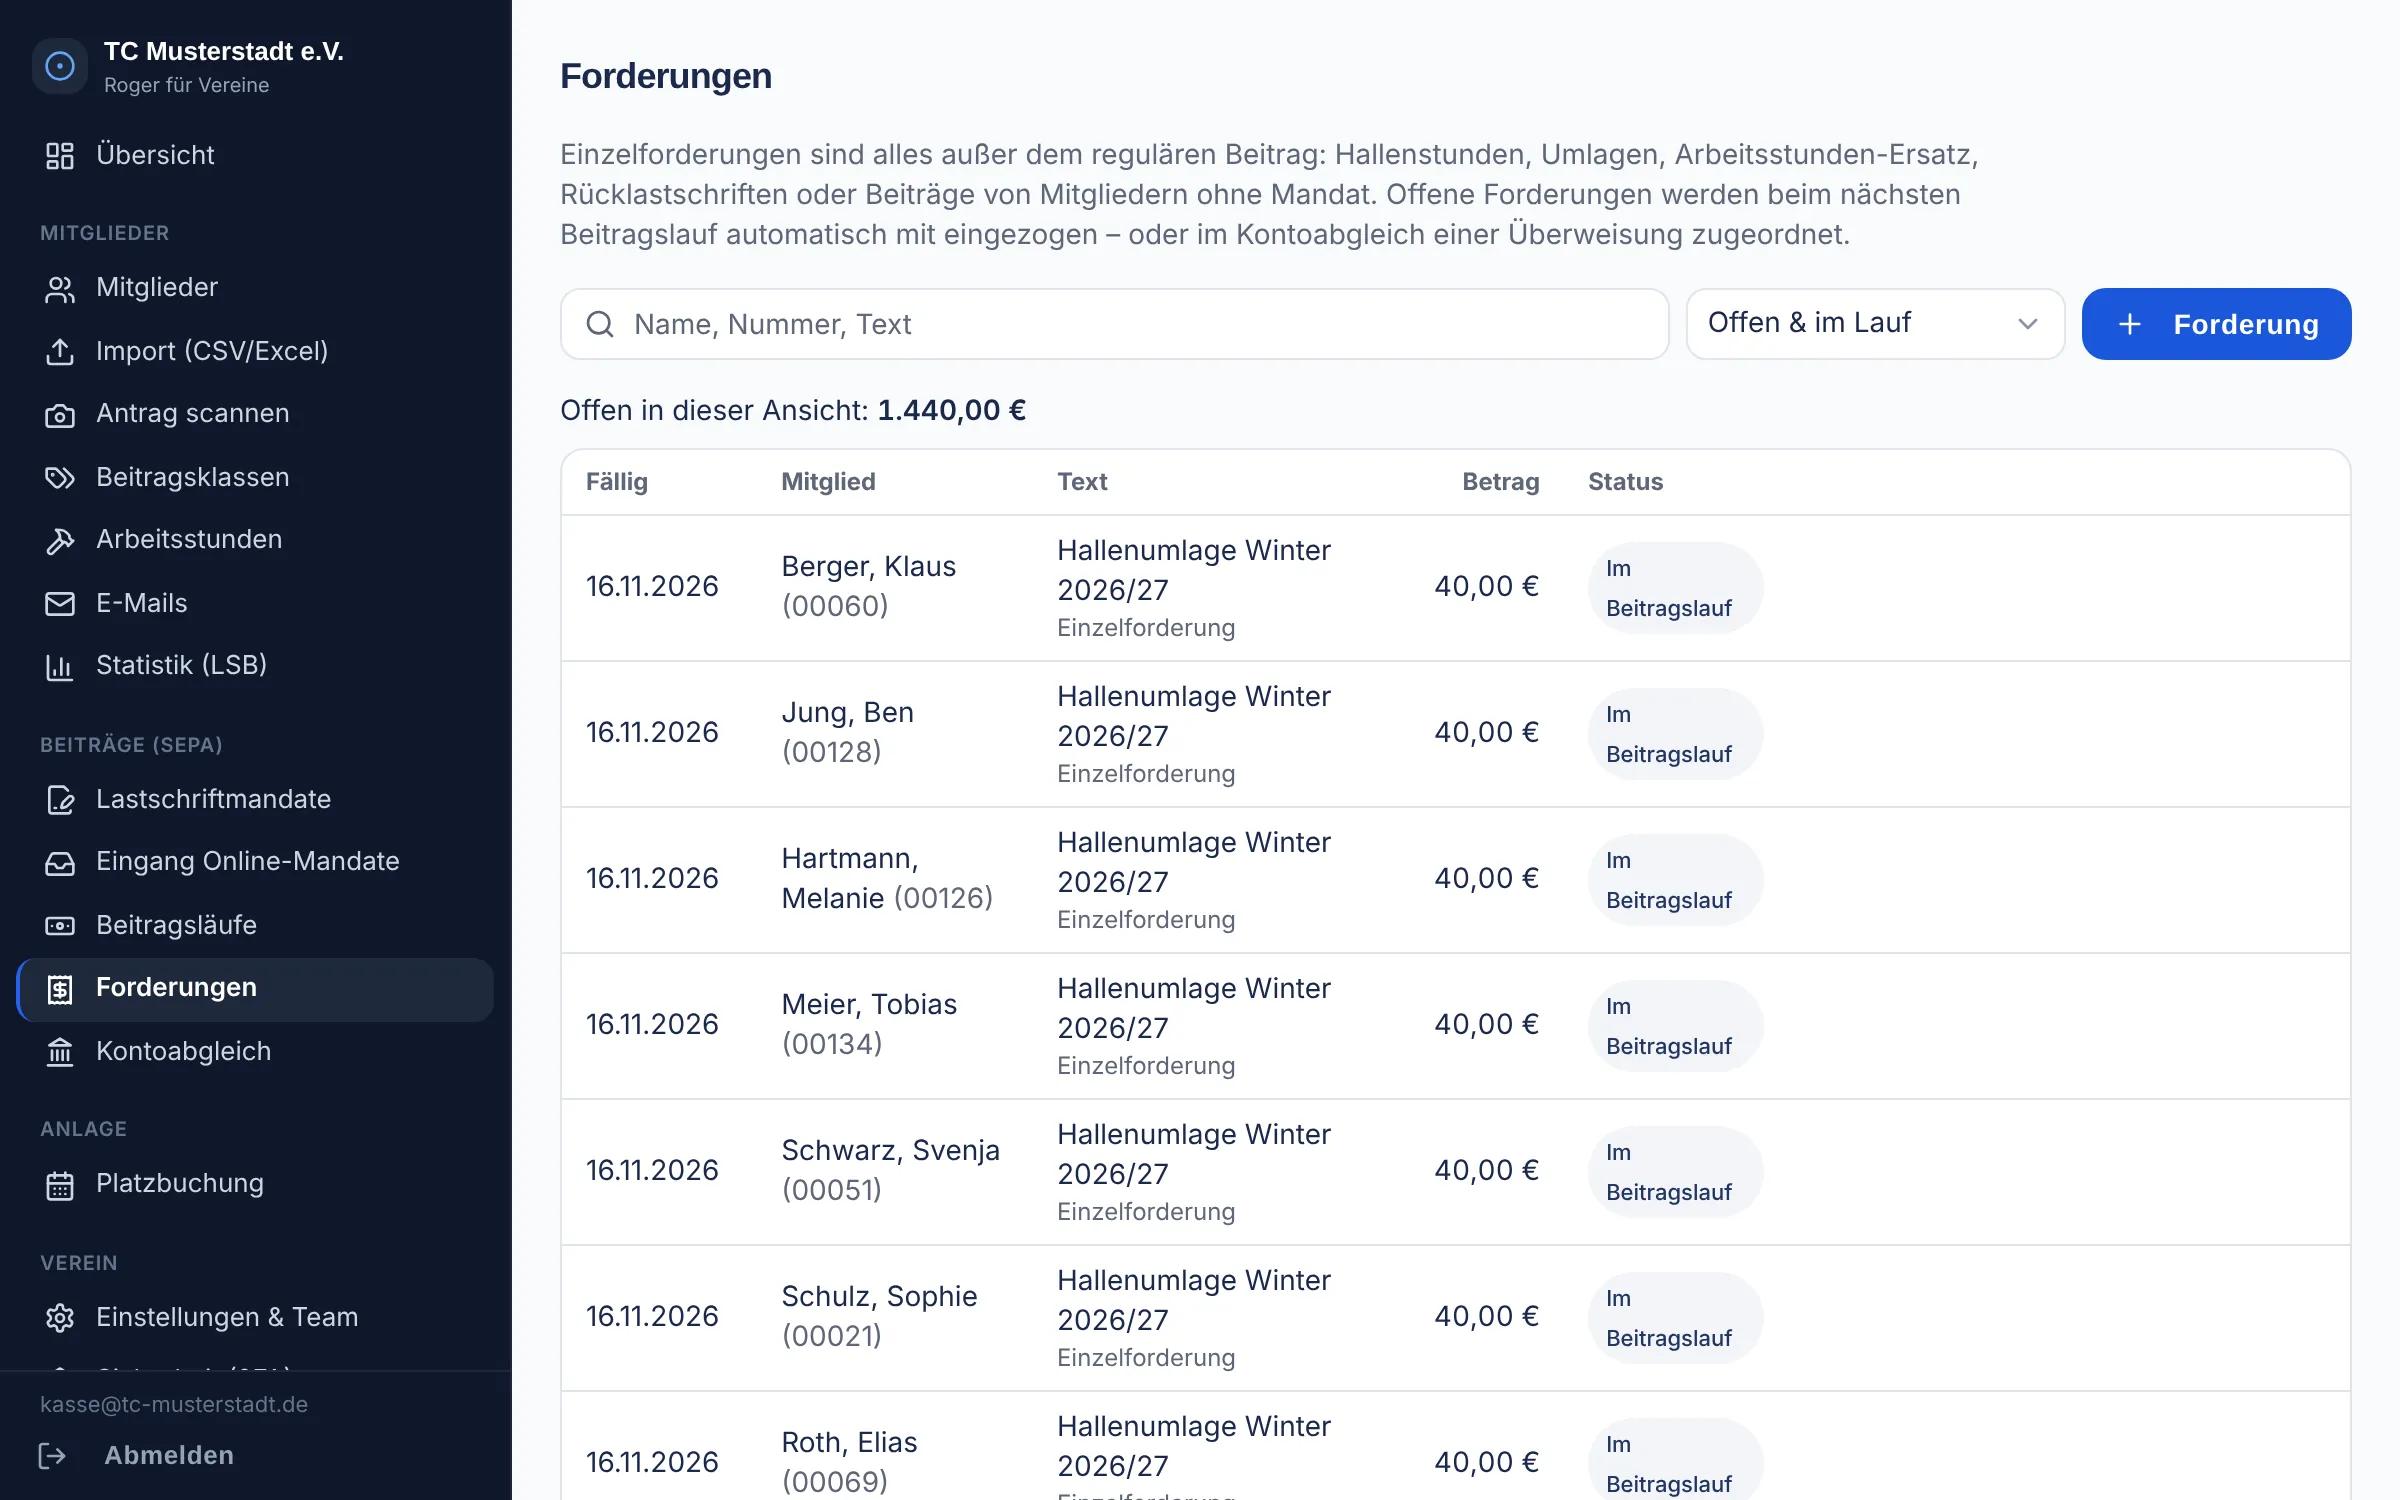 TC Musterstadt e.V.
Roger für Vereine
Übersicht
MITGLIEDER
Mitglieder
Import (CSV/Excel)
Antrag scannen
Beitragsklassen
Arbeitsstunden
E-Mails
Statistik (LSB)
BEITRÄGE (SEPA)
Lastschriftmandate
Eingang Online-Mandate
Beitragsläufe
Forderungen
Kontoabgleich
ANLAGE
Platzbuchung
VEREIN
Einstellungen & Team
kasse@tc-musterstadt.de
Abmelden
Forderungen
Einzelforderungen sind alles außer dem regulären Beitrag: Hallenstunden, Umlagen, Arbeitsstunden-Ersatz,
Rücklastschriften oder Beiträge von Mitgliedern ohne Mandat. Offene Forderungen werden beim nächsten
Beitragslauf automatisch mit eingezogen – oder im Kontoabgleich einer Überweisung zugeordnet.
Name, Nummer, Text
Offen & im Lauf
+ Forderung
Offen in dieser Ansicht: 1.440,00 €
Fällig Mitglied Text Betrag Status
16.11.2026
Berger, Klaus
(00060)
Hallenumlage Winter
2026/27
Einzelforderung
40,00 €
Im
Beitragslauf
16.11.2026
Jung, Ben
(00128)
Hallenumlage Winter
2026/27
Einzelforderung
40,00 €
Im
Beitragslauf
16.11.2026
Hartmann,
Melanie (00126)
Hallenumlage Winter
2026/27
Einzelforderung
40,00 €
Im
Beitragslauf
16.11.2026
Meier, Tobias
(00134)
Hallenumlage Winter
2026/27
Einzelforderung
40,00 €
Im
Beitragslauf
16.11.2026
Schwarz, Svenja
(00051)
Hallenumlage Winter
2026/27
Einzelforderung
40,00 €
Im
Beitragslauf
16.11.2026
Schulz, Sophie
(00021)
Hallenumlage Winter
2026/27
Einzelforderung
40,00 €
Im
Beitragslauf
16.11.2026
Roth, Elias
(00069)
Hallenumlage Winter
2026/27
40,00 €
Im
Beitragslauf